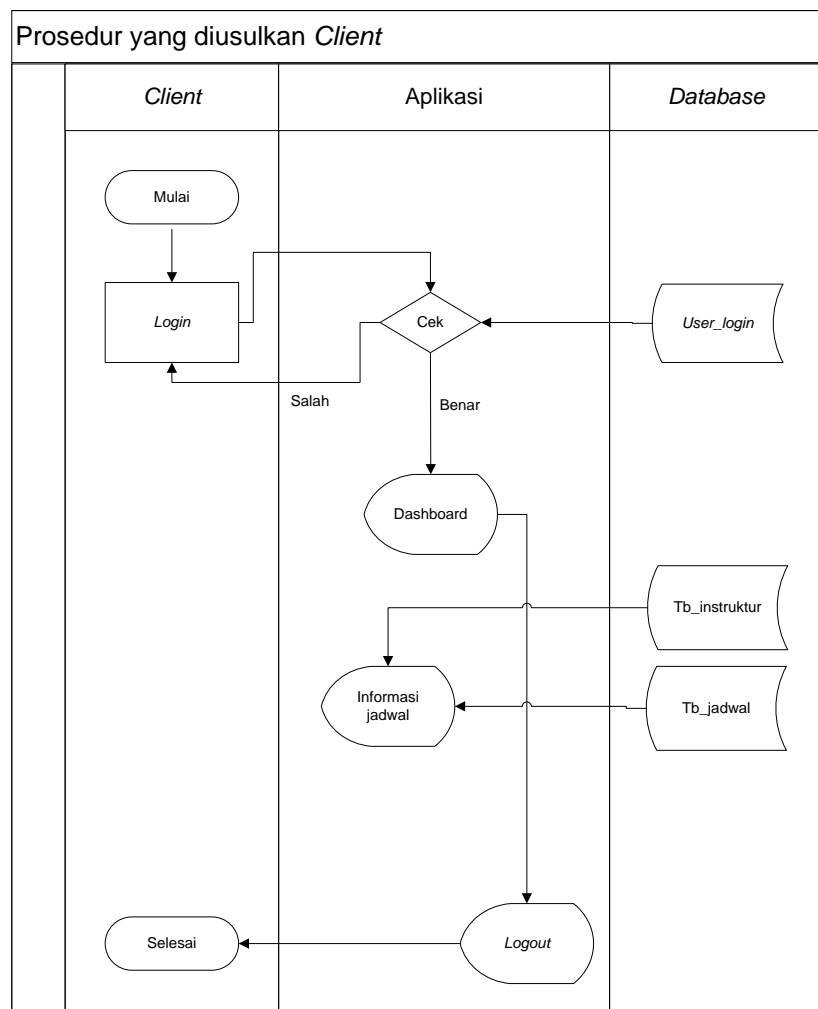 Prosedur yang diusulkan Client
Client
Aplikasi
Database
Mulai
Login
Cek
User_login
Salah
Benar
Dashboard
Tb_instruktur
Informasi
jadwal
Tb_jadwal
Selesai
Logout